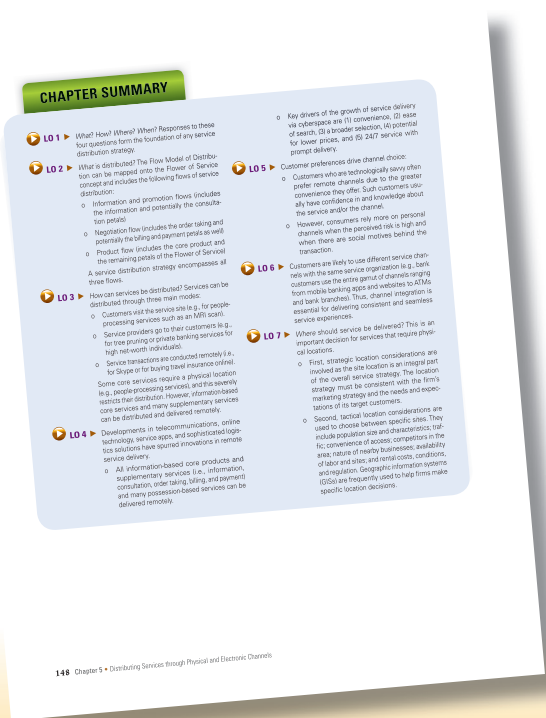 CHAPTER SUMMARY
LO 1 ▶ What? How? Where? When? Responses to these
four questions form the foundation of any service
distribution strategy.
LO 2 ▶ What is distributed? The Flow Model of Distribu-
tion can be mapped onto the Flower of Service
concept and includes the following flows of service
distribution:
o Information and promotion flows (includes
the information and potentially the consulta-
tion petals)
o Negotiation flow (includes the order taking and
potentially the billing and payment petals as well)
o Product flow (includes the core product and
the remaining petals of the Flower of Service)
A service distribution strategy encompasses all
three flows.
LO 3 ▶ How can services be distributed? Services can be
distributed through three main modes:
o Customers visit the service site (e.g., for people-
processing services such as an MRI scan).
o Service providers go to their customers (e.g.,
for tree pruning or private banking services for
high net-worth individuals).
o Service transactions are conducted remotely (i.e.,
for Skype or for buying travel insurance online).
Some core services require a physical location
(e.g., people-processing services), and this severely
restricts their distribution. However, information-based
core services and many supplementary services
can be distributed and delivered remotely.
LO 4 ▶ Developments in telecommunications, online
technology, service apps, and sophisticated logis-
tics solutions have spurred innovations in remote
service delivery.
o All information-based core products and
supplementary services (i.e., information,
consultation, order taking, billing, and payment)
and many possession-based services can be
delivered remotely.
o Key drivers of the growth of service delivery
via cyberspace are (1) convenience, (2) ease
of search, (3) a broader selection, (4) potential
for lower prices, and (5) 24/7 service with
prompt delivery.
LO 5 ▶ Customer preferences drive channel choice:
o Customers who are technologically savvy often
prefer remote channels due to the greater
convenience they offer. Such customers usu-
ally have confidence in and knowledge about
the service and/or the channel.
o However, consumers rely more on personal
channels when the perceived risk is high and
when there are social motives behind the
transaction.
LO 6 ▶ Customers are likely to use different service chan-
nels with the same service organization (e.g., bank
customers use the entire gamut of channels ranging
from mobile banking apps and websites to ATMs
and bank branches). Thus, channel integration is
essential for delivering consistent and seamless
service experiences.
LO 7 ▶ Where should service be delivered? This is an
important decision for services that require physi-
cal locations.
o First, strategic location considerations are
involved as the site location is an integral part
of the overall service strategy. The location
strategy must be consistent with the firm's
marketing strategy and the needs and expec-
tations of its target customers.
o Second, tactical location considerations are
used to choose between specific sites. They
include population size and characteristics; traf-
fic; convenience of access; competitors in the
area; nature of nearby businesses; availability
of labor and sites; and rental costs, conditions,
and regulation. Geographic information systems
(GISs) are frequently used to help firms make
specific location decisions.
148 Chapter 5 • Distributing Services through Physical and Electronic Channels